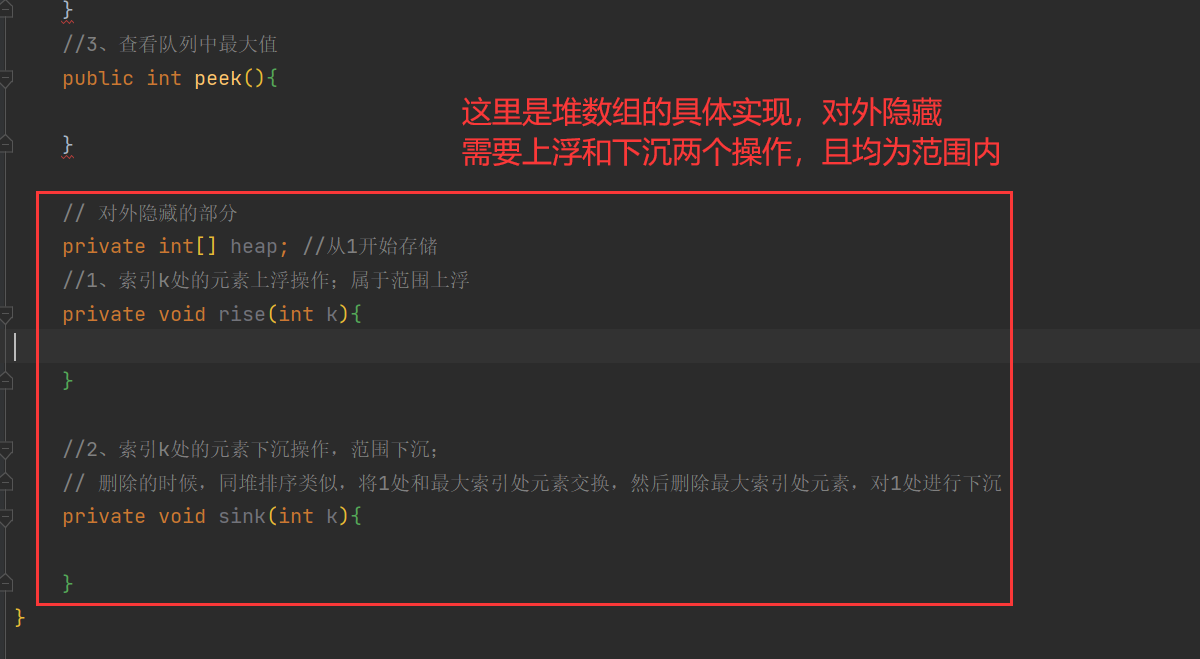 }
//3、查看队列中最大值
public int peek(){
这里是堆数组的具体实现，对外隐藏
需要上浮和下沉两个操作，且均为范围内
}
// 对外隐藏的部分
private int[] heap; //从1开始存储
//1、索引k处的元素上浮操作；属于范围上浮
private void rise(int k){
}
//2、索引k处的元素下沉操作，范围下沉；
// 删除的时候，同堆排序类似，将1处和最大索引处元素交换，然后删除最大索引处元素，对1处进行下沉
private void sink(int k){
}
}